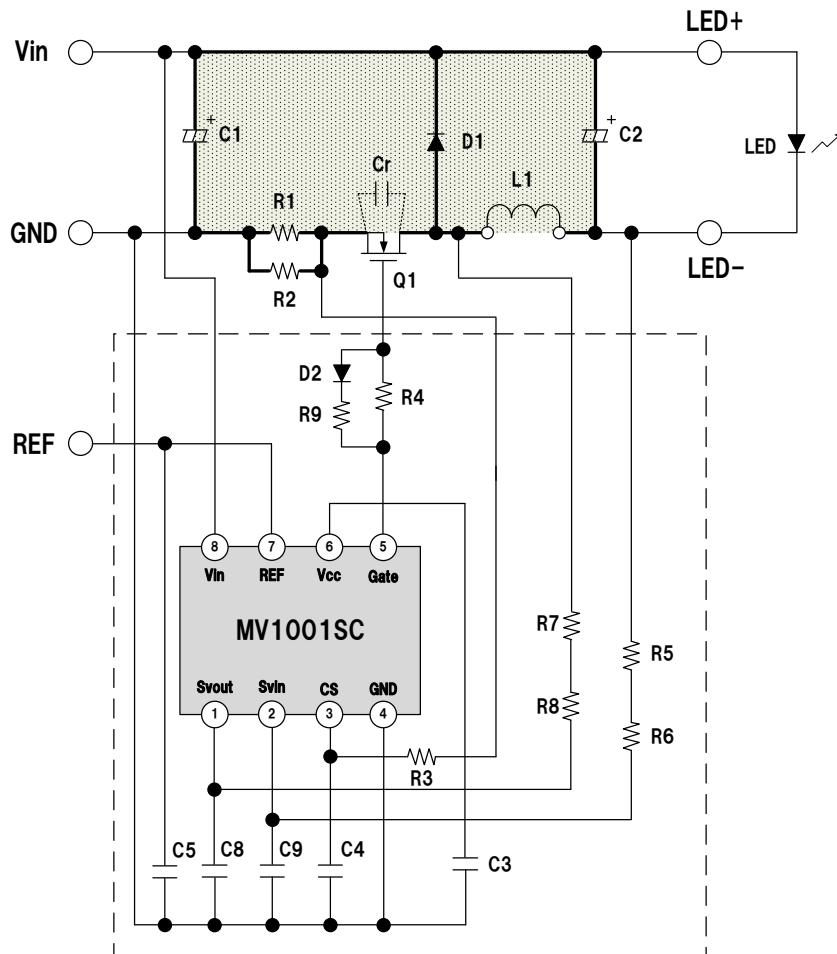 LED+
Vin
+
C1
D1
+
C2
LED
Cr
L1
R1
GND
LED-
R2
Q1
D2
R4
R9
REF
8
7
6
5
Vin
REF
Vcc
Gate
MV1001SC
R7
R5
Svout
Svin
CS
GND
R8
1
2
3
4
R6
R3
C5
C8
C9
C4
C3